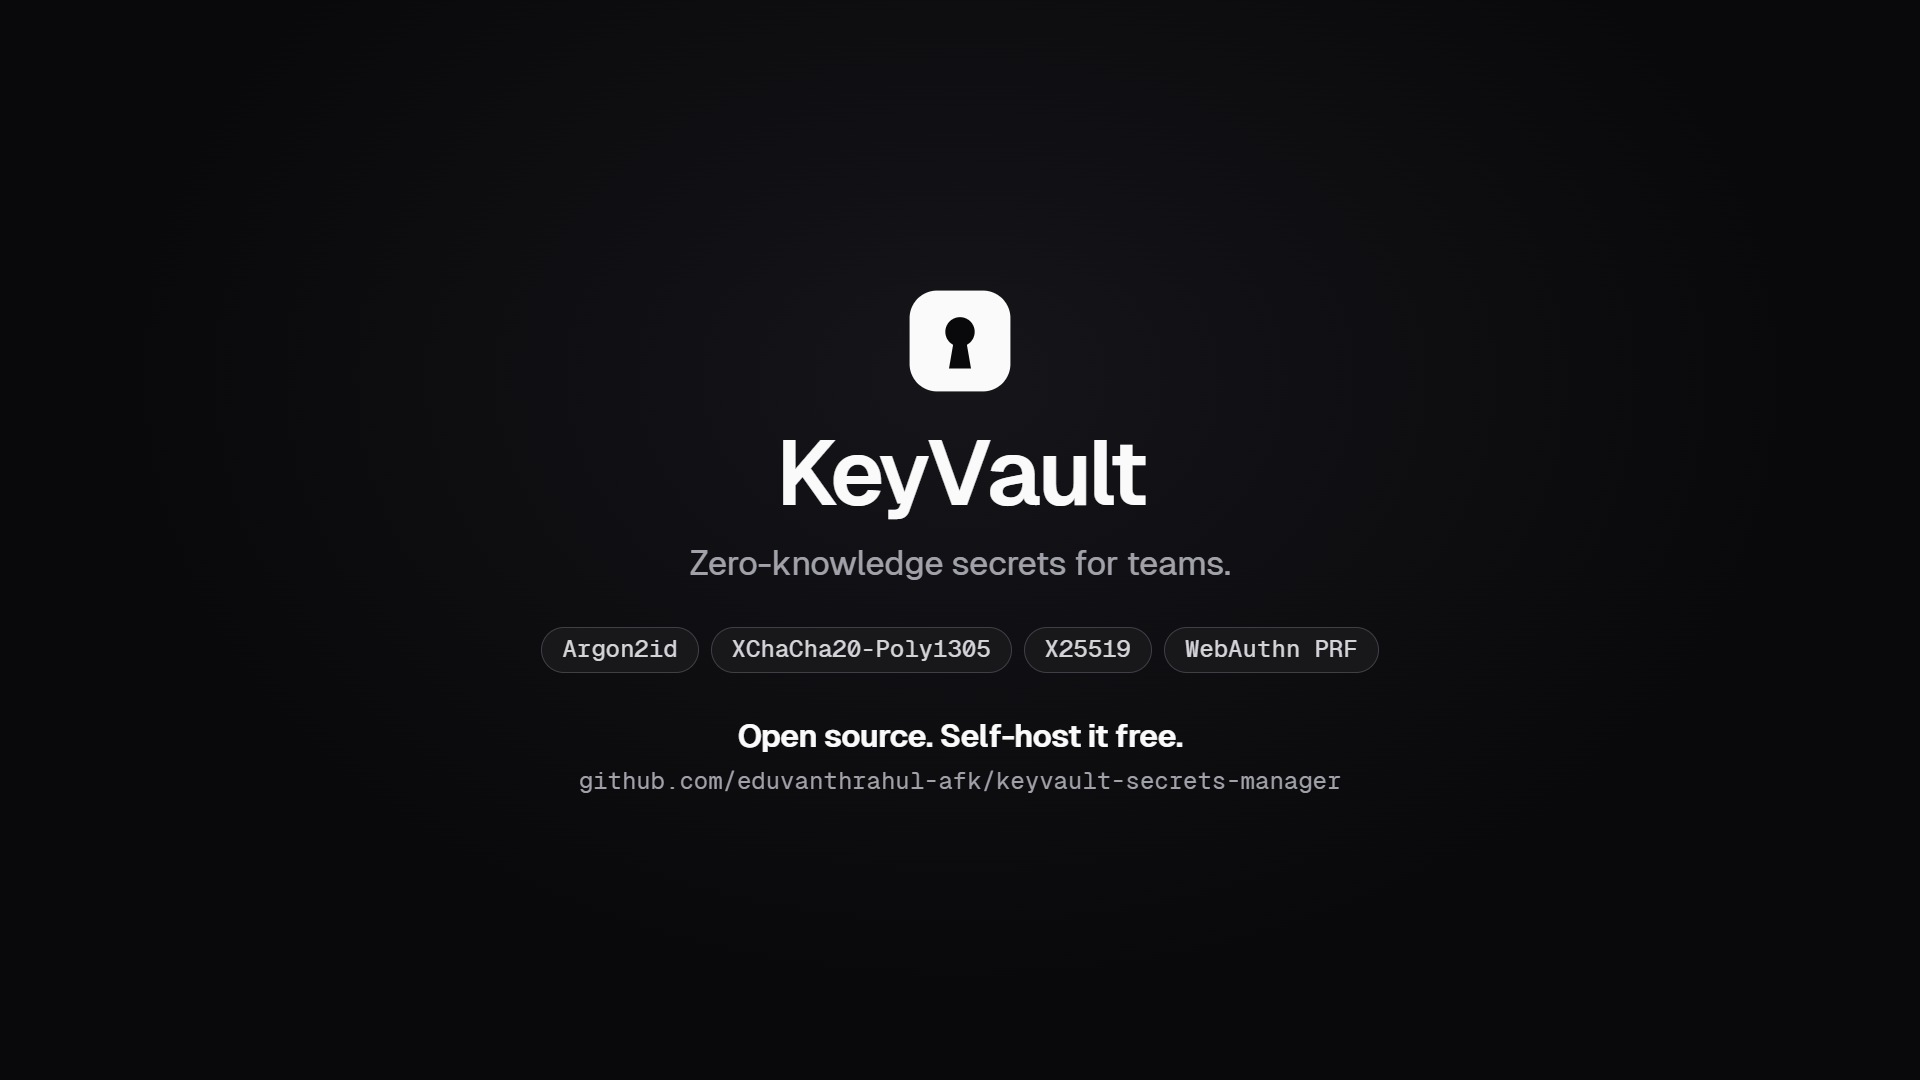 KeyVault
Zero-knowledge secrets for teams.
Argon2id XChaCha20-Poly1305 X25519 WebAuthn PRF
Open source. Self-host it free.
github.com/eduvanthrahul-afk/keyvault-secrets-manager